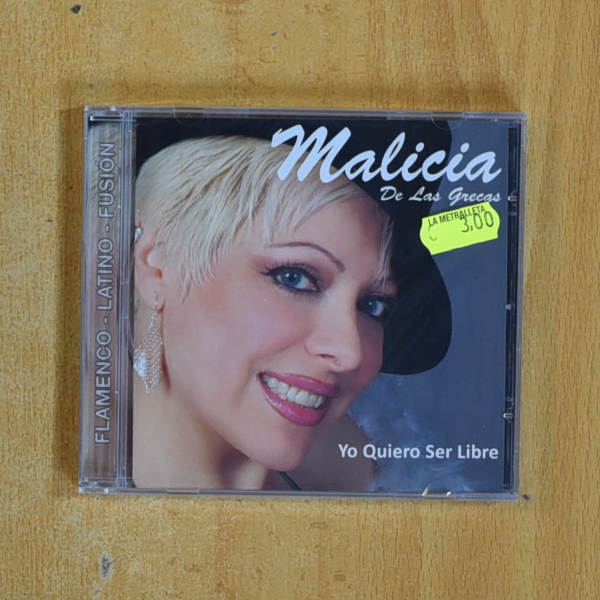 Malicia
De Las Grecas
LA METRALLETA
€ 3,00
FLAMENCO - LATINO - FUSIÓN
Yo Quiero Ser Libre